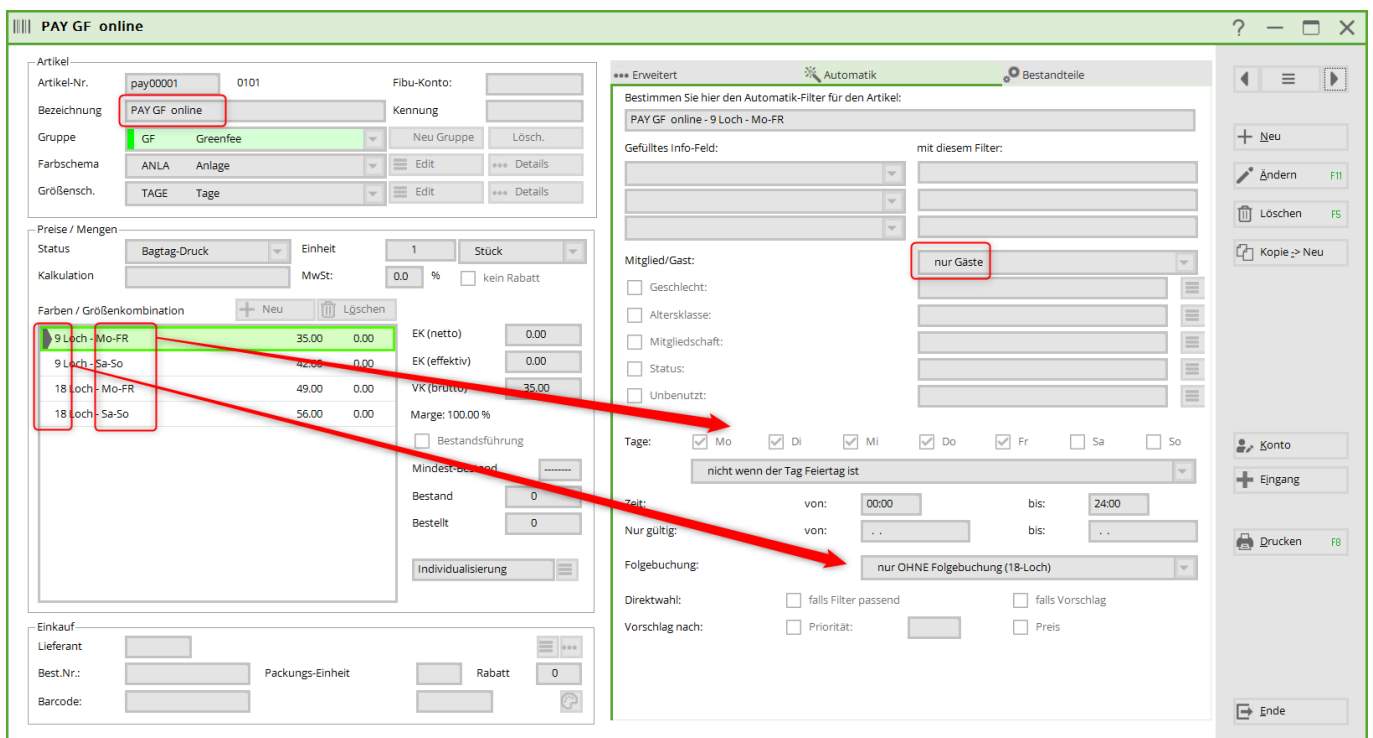 PAY GF online
?
Artikel
Artikel-Nr. pay00001 0101 Fibu-Konto:
Bezeichnung PAY GF online Kennung
Gruppe GF Greenfee Neu Gruppe Lösch.
Farbschema ANLA Anlage Edit Details
Größensch. TAGE Tage Edit Details
Preise / Mengen
Status Bagtag-Druck Einheit 1 Stück
Kalkulation MwSt: 0.0 % kein Rabatt
Farben / Größenkombination Neu Löschen
9 Loch - Mo-FR 35.00 0.00
9 Loch - Sa-So 42.00 0.00
18 Loch - Mo-FR 49.00 0.00
18 Loch - Sa-So 56.00 0.00
EK (netto) 0.00
EK (effektiv) 0.00
VK (brutto) 35.00
Marge: 100.00 %
Bestandsführung
Mindest-Bestand --------
Bestand 0
Bestellt 0
Individualisierung
Einkauf
Lieferant
Best.Nr.: Packungs-Einheit Rabatt 0
Barcode:
Erweitert Automatik Bestandteile
Bestimmen Sie hier den Automatik-Filter für den Artikel:
PAY GF online - 9 Loch - Mo-FR
Gefülltes Info-Feld: mit diesem Filter:
Mitglied/Gast: nur Gäste
Geschlecht:
Altersklasse:
Mitgliedschaft:
Status:
Unbenutzt:
Tage: Mo Di Mi Do Fr Sa So
nicht wenn der Tag Feiertag ist
Zeit: von: 00:00 bis: 24:00
Nur gültig: von: . . bis: . .
Folgebuchung: nur OHNE Folgebuchung (18-Loch)
Direktwahl: falls Filter passend falls Vorschlag
Vorschlag nach: Priorität: Preis
Neu
Ändern F11
Löschen F5
Kopie -> Neu
Konto
Eingang
Drucken F8
Ende